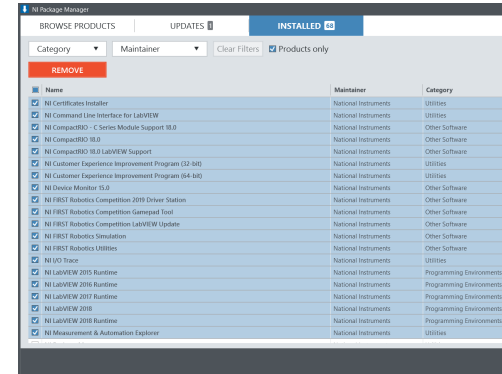 NI Package Manager
BROWSE PRODUCTS UPDATES INSTALLED 68
Category Maintainer Clear Filters Products only
REMOVE
Name Maintainer Category
NI Certificates Installer National Instruments Utilities
NI Command Line Interface for LabVIEW National Instruments Utilities
NI CompactRIO - C Series Module Support 18.0 National Instruments Other Software
NI CompactRIO 18.0 National Instruments Other Software
NI CompactRIO 18.0 LabVIEW Support National Instruments Other Software
NI Customer Experience Improvement Program (32-bit) National Instruments Utilities
NI Customer Experience Improvement Program (64-bit) National Instruments Utilities
NI Device Monitor 15.0 National Instruments Other Software
NI FIRST Robotics Competition 2019 Driver Station National Instruments Other Software
NI FIRST Robotics Competition Gamepad Tool National Instruments Other Software
NI FIRST Robotics Competition LabVIEW Update National Instruments Other Software
NI FIRST Robotics Simulation National Instruments Other Software
NI FIRST Robotics Utilities National Instruments Other Software
NI I/O Trace National Instruments Utilities
NI LabVIEW 2015 Runtime National Instruments Programming Environments
NI LabVIEW 2016 Runtime National Instruments Programming Environments
NI LabVIEW 2017 Runtime National Instruments Programming Environments
NI LabVIEW 2018 National Instruments Programming Environments
NI LabVIEW 2018 Runtime National Instruments Programming Environments
NI Measurement & Automation Explorer National Instruments Utilities